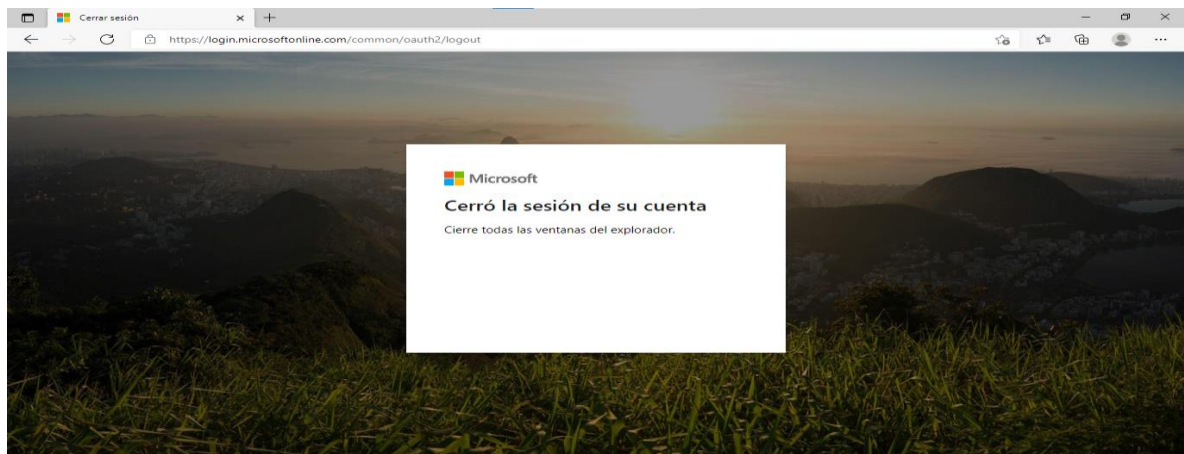 Cerrar sesión
https://login.microsoftonline.com/common/oauth2/logout
Microsoft
Cerró la sesión de su cuenta
Cierre todas las ventanas del explorador.